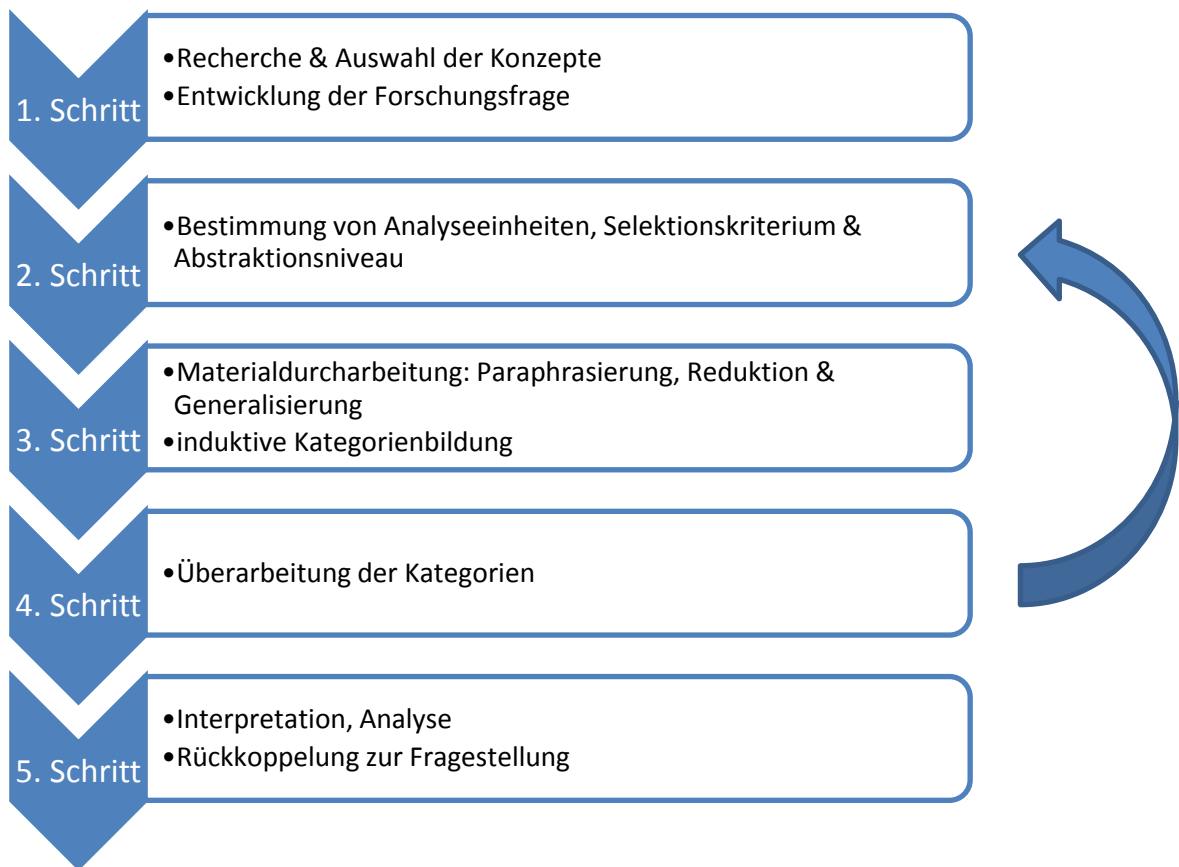 1. Schritt
•Recherche & Auswahl der Konzepte
•Entwicklung der Forschungsfrage
2. Schritt
•Bestimmung von Analyseeinheiten, Selektionskriterium &
Abstraktionsniveau
3. Schritt
•Materialdurcharbeitung: Paraphrasierung, Reduktion &
Generalisierung
•induktive Kategorienbildung
4. Schritt
•Überarbeitung der Kategorien
5. Schritt
•Interpretation, Analyse
•Rückkoppelung zur Fragestellung